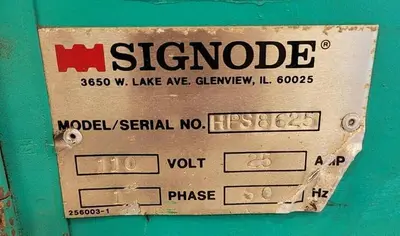 SIGNODE®
3650 W. LAKE AVE. GLENVIEW, IL. 60025
MODEL/SERIAL NO. HPS8625
110 VOLT 25 AMP
1 PHASE 60 Hz
256003-1